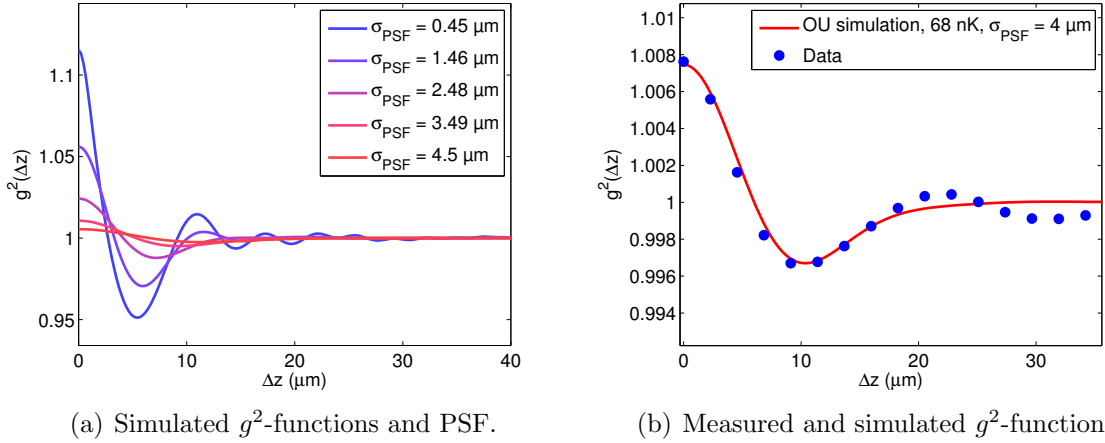 1.1
1.05
1
0.95
g²(Δz)
0
10
20
30
40
Δz (μm)
σPSF = 0.45 μm
σPSF = 1.46 μm
σPSF = 2.48 μm
σPSF = 3.49 μm
σPSF = 4.5 μm
(a) Simulated g²-functions and PSF.
1.01
1.008
1.006
1.004
1.002
1
0.998
0.996
0.994
g²(Δz)
0
10
20
30
Δz (μm)
OU simulation, 68 nK, σPSF = 4 μm
Data
(b) Measured and simulated g²-function